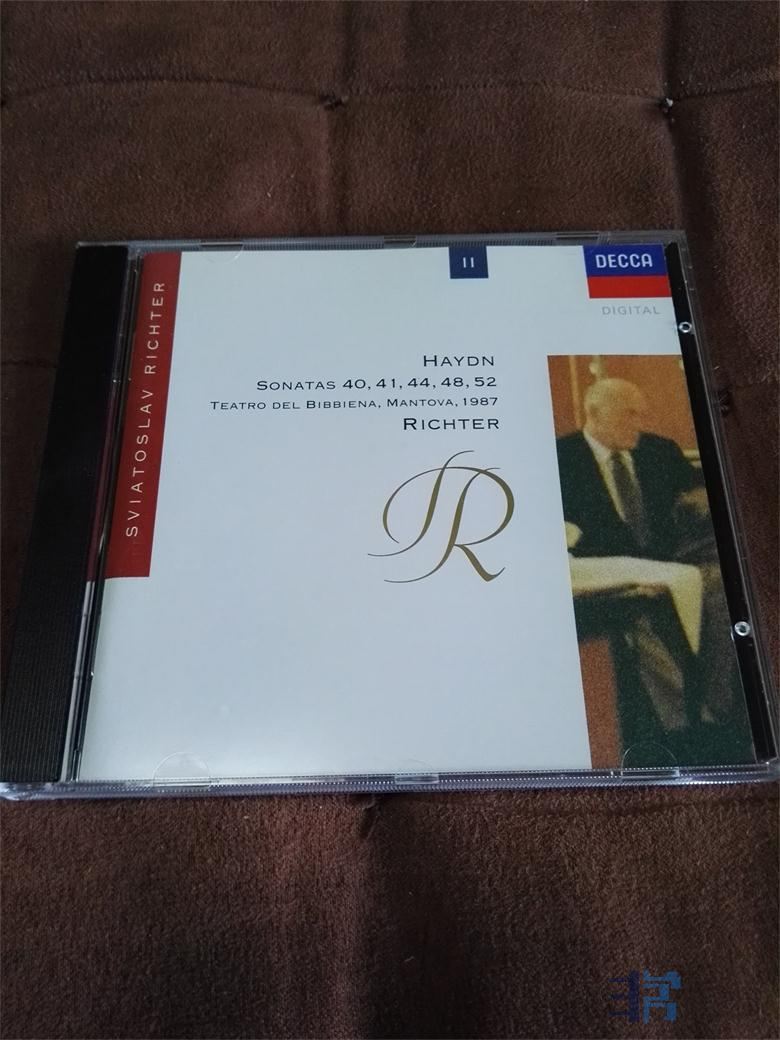 II
DECCA
DIGITAL
SVIATOSLAV RICHTER
HAYDN
SONATAS 40, 41, 44, 48, 52
TEATRO DEL BIBBIENA, MANTOVA, 1987
RICHTER
R